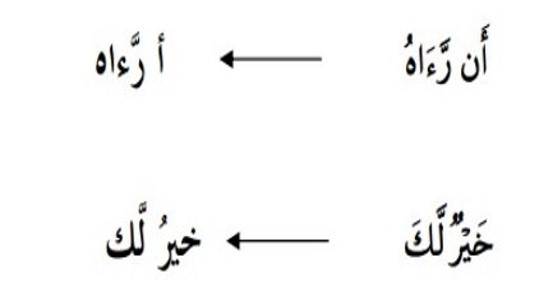 أَن رَّءَاهُ ← أ رَّءاه
خَيْرٌ لَّكَ ← خيرُ لَّك